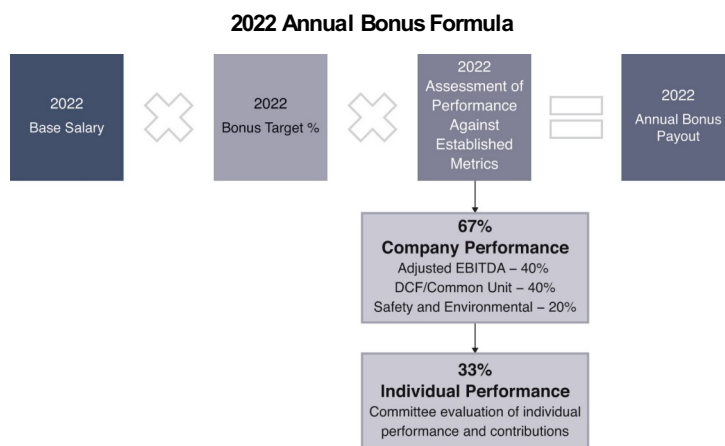 2022 Annual Bonus Formula
2022
Base Salary
2022
Bonus Target %
2022
Assessment of
Performance
Against
Established
Metrics
2022
Annual Bonus
Payout
67%
Company Performance
Adjusted EBITDA – 40%
DCF/Common Unit – 40%
Safety and Environmental – 20%
33%
Individual Performance
Committee evaluation of individual
performance and contributions